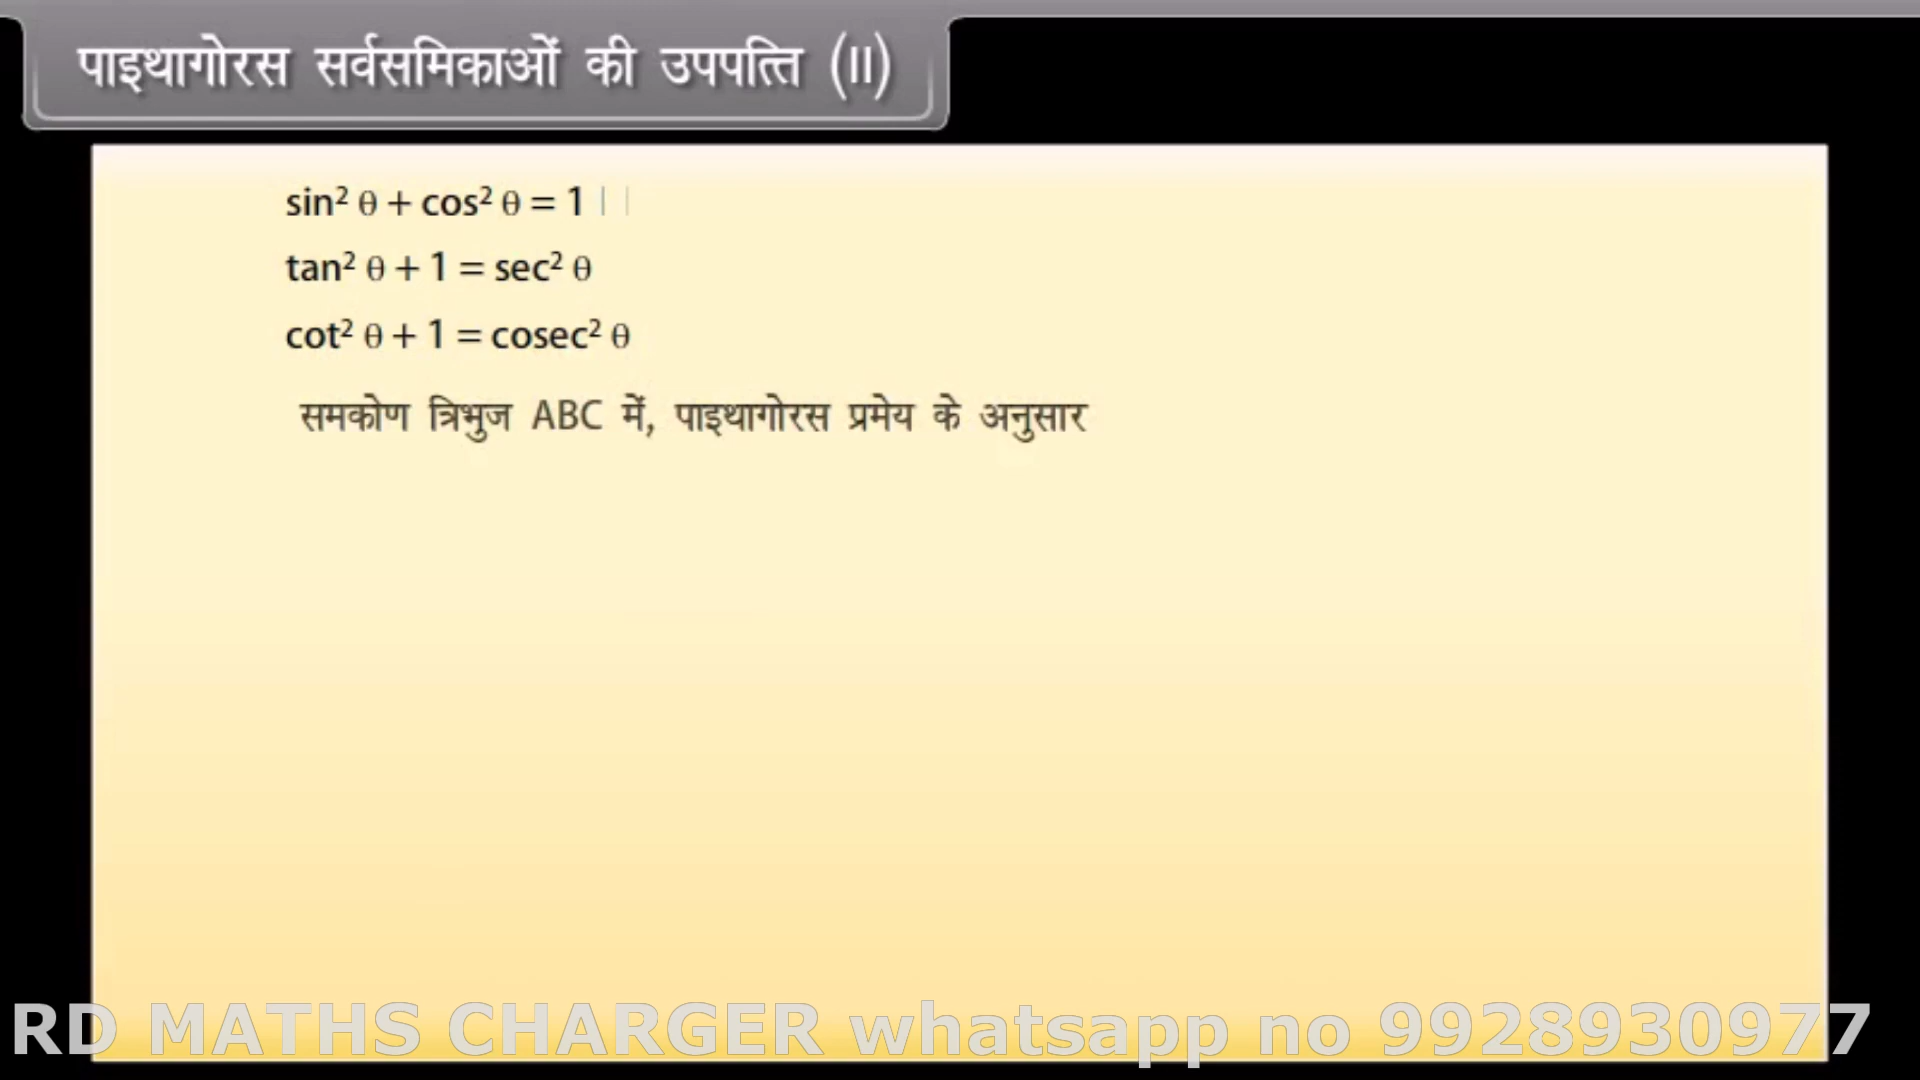 पाइथागोरस सर्वसमिकाओं की उपपत्ति (II)
sin² θ + cos² θ = 1
tan² θ + 1 = sec² θ
cot² θ + 1 = cosec² θ
समकोण त्रिभुज ABC में, पाइथागोरस प्रमेय के अनुसार
RD MATHS CHARGER whatsapp no 9928930977